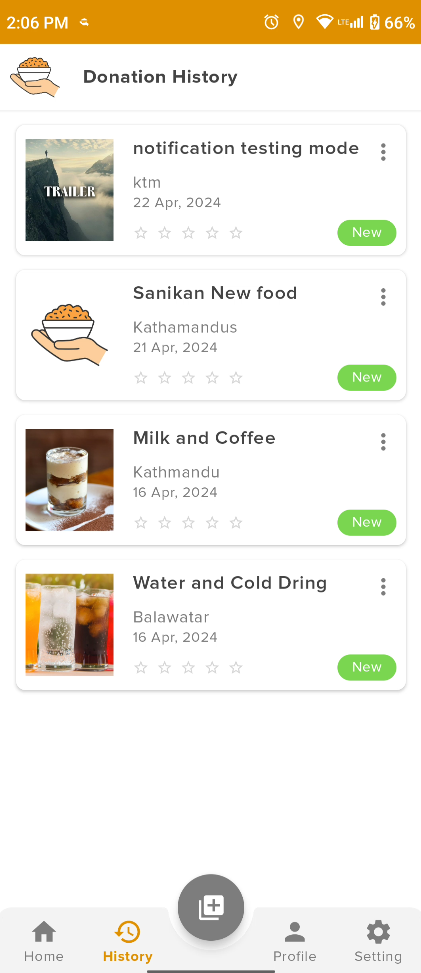 2:06 PM LTE 66%
Donation History
notification testing mode
TRAILER
ktm
22 Apr, 2024
New
Sanikan New food
Kathamandus
21 Apr, 2024
New
Milk and Coffee
Kathmandu
16 Apr, 2024
New
Water and Cold Dring
Balawatar
16 Apr, 2024
New
Home History Profile Setting